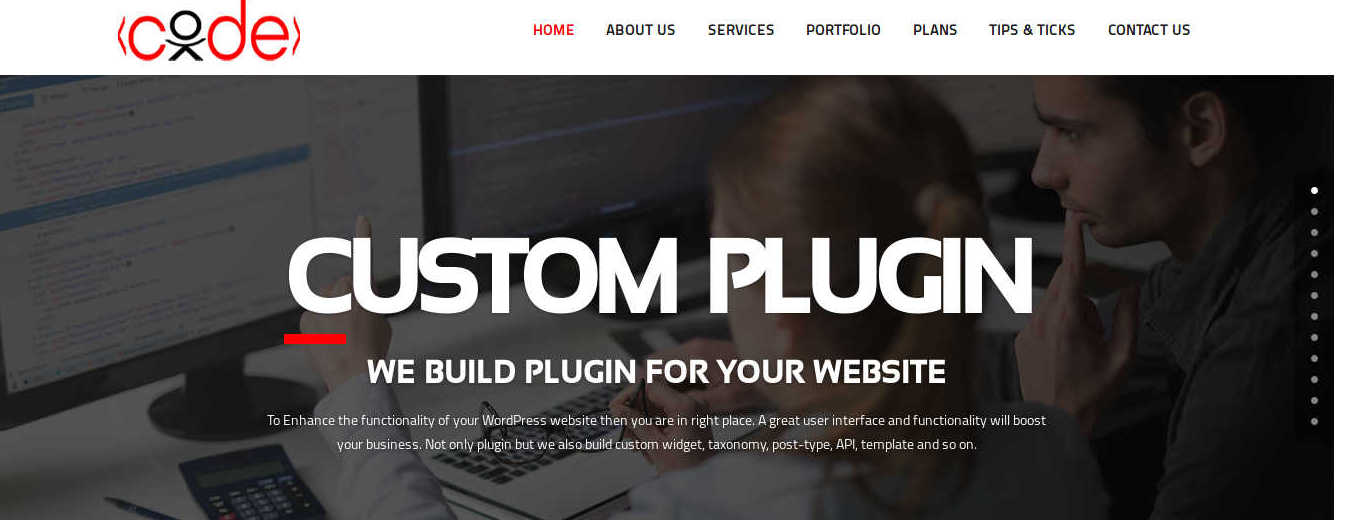 code
HOME ABOUT US SERVICES PORTFOLIO PLANS TIPS & TICKS CONTACT US
CUSTOM PLUGIN
WE BUILD PLUGIN FOR YOUR WEBSITE
To Enhance the functionality of your WordPress website then you are in right place. A great user interface and functionality will boost
your business. Not only plugin but we also build custom widget, taxonomy, post-type, API, template and so on.